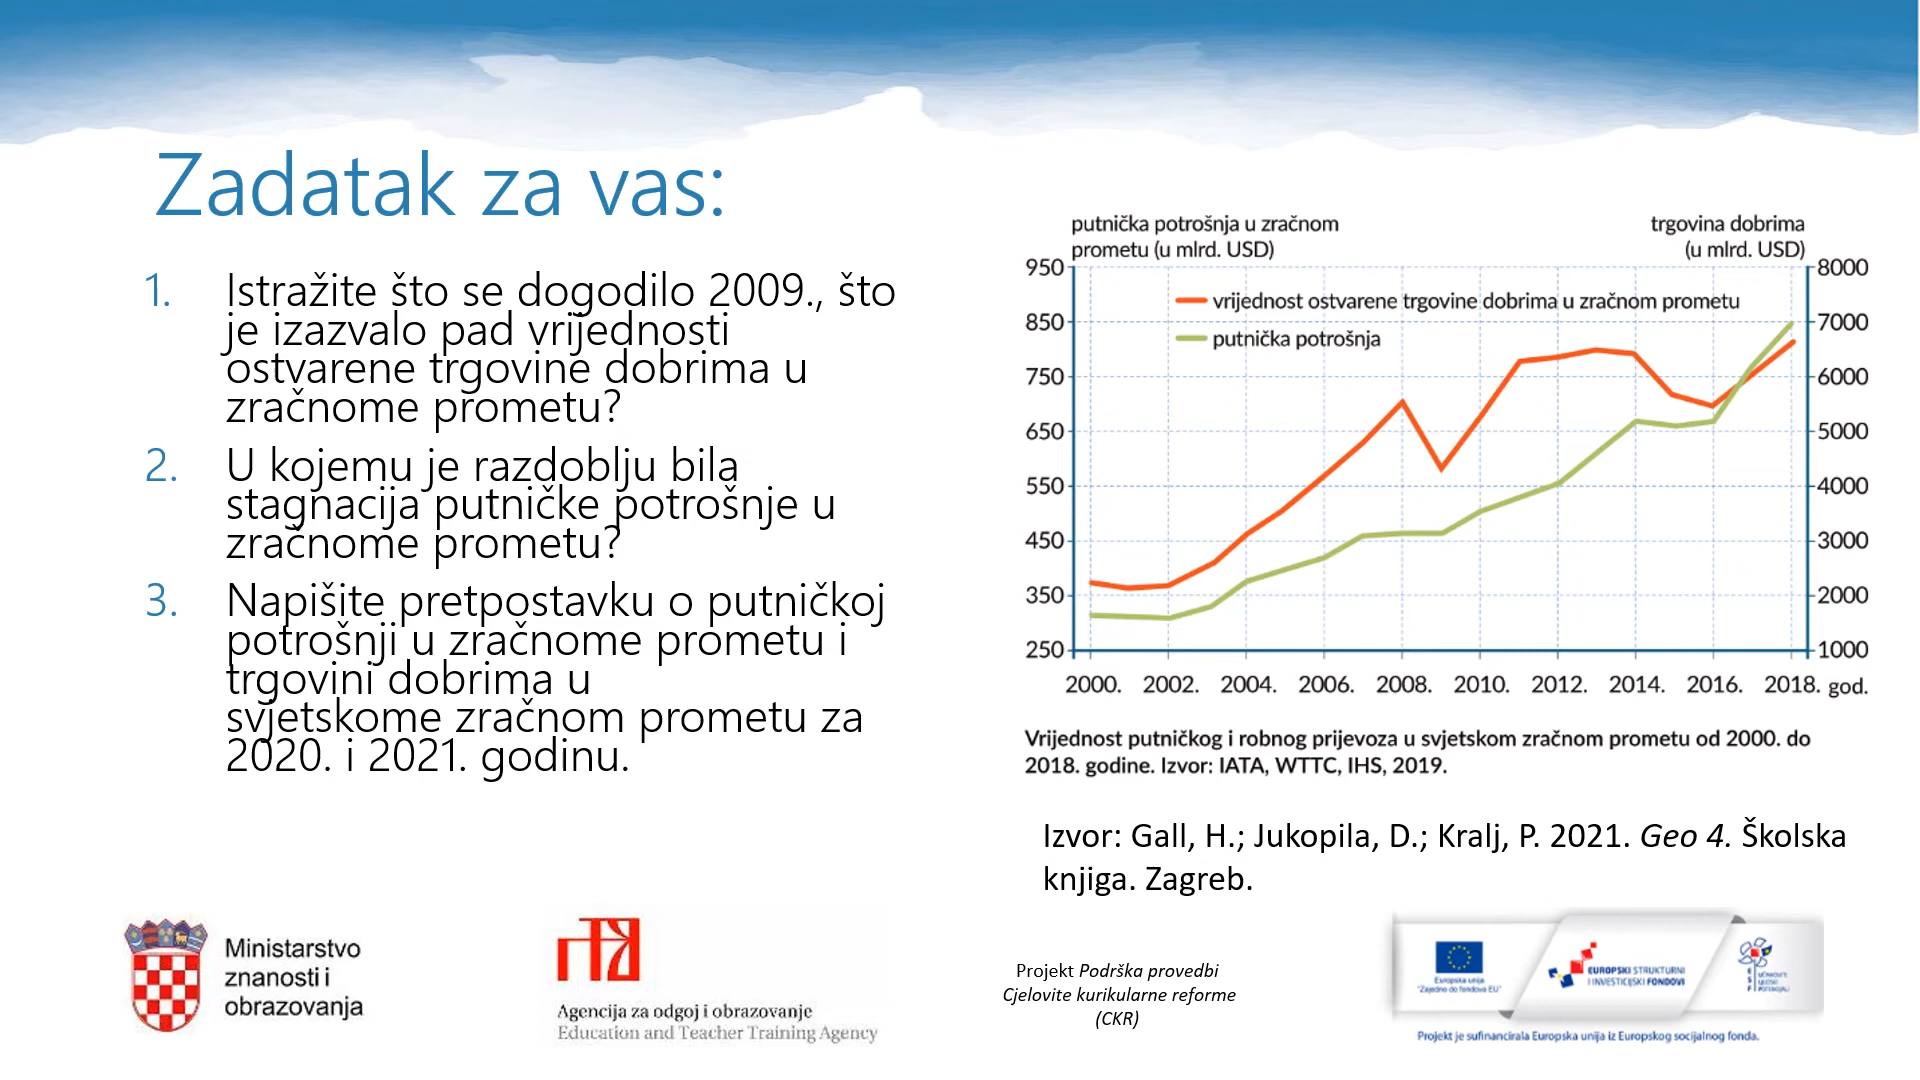 Zadatak za vas:
1. Istražite što se dogodilo 2009., što
je izazvalo pad vrijednosti
ostvarene trgovine dobrima u
zračnome prometu?
2. U kojemu je razdoblju bila
stagnacija putničke potrošnje u
zračnome prometu?
3. Napišite pretpostavku o putničkoj
potrošnji u zračnome prometu i
trgovini dobrima u
svjetskome zračnom prometu za
2020. i 2021. godinu.
putnička potrošnja u zračnom
prometu (u mlrd. USD)
trgovina dobrima
(u mlrd. USD)
950 8000
vrijednost ostvarene trgovine dobrima u zračnom prometu
850 7000
putnička potrošnja
750 6000
650 5000
550 4000
450 3000
350 2000
250 1000
2000. 2002. 2004. 2006. 2008. 2010. 2012. 2014. 2016. 2018. god.
Vrijednost putničkog i robnog prijevoza u svjetskom zračnom prometu od 2000. do
2018. godine. Izvor: IATA, WTTC, IHS, 2019.
Izvor: Gall, H.; Jukopila, D.; Kralj, P. 2021. Geo 4. Školska
knjiga. Zagreb.
Ministarstvo
znanosti i
obrazovanja
Agencija za odgoj i obrazovanje
Education and Teacher Training Agency
Projekt Podrška provedbi
Cjelovite kurikularne reforme
(CKR)
Europska unija
"Zajedno do fondova EU"
EUROPSKI STRUKTURNI
I INVESTICIJSKI FONDOVI
Projekt je sufinancirala Europska unija iz Europskog socijalnog fonda.